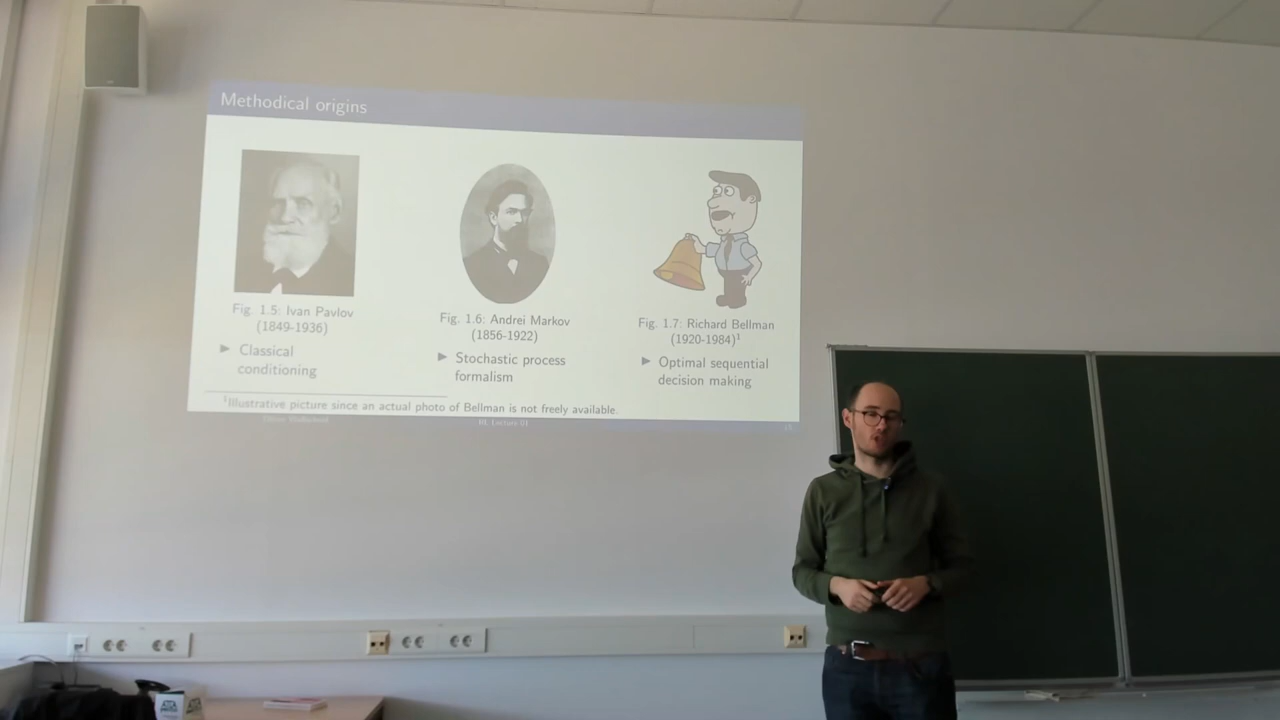 Methodical origins
Fig. 1.5: Ivan Pavlov
(1849-1936)
▶ Classical
conditioning
Fig. 1.6: Andrei Markov
(1856-1922)
▶ Stochastic process
formalism
Fig. 1.7: Richard Bellman
(1920-1984)¹
▶ Optimal sequential
decision making
¹Illustrative picture since an actual photo of Bellman is not freely available.
RL Lecture 01